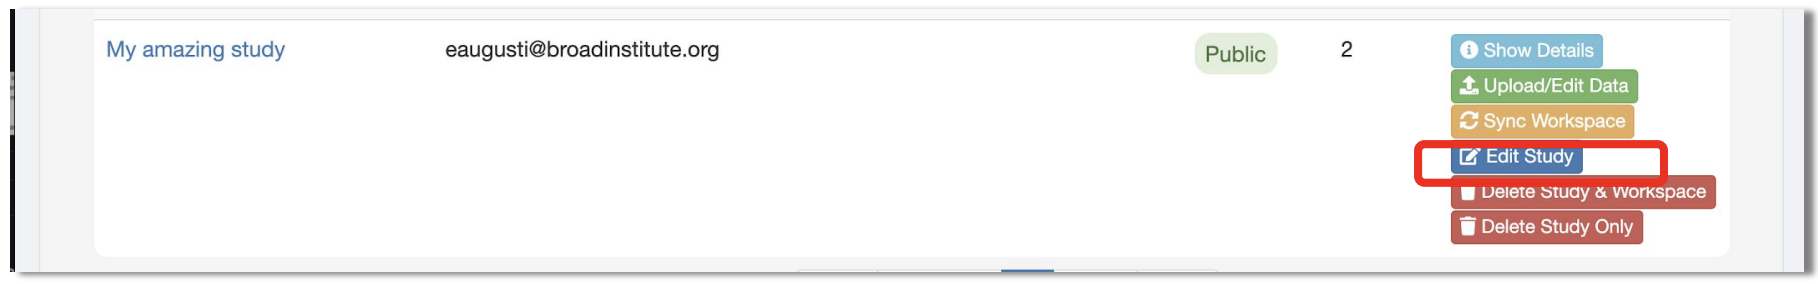 My amazing study eaugusti@broadinstitute.org Public 2 Show Details
Upload/Edit Data
Sync Workspace
Edit Study
Delete Study & Workspace
Delete Study Only